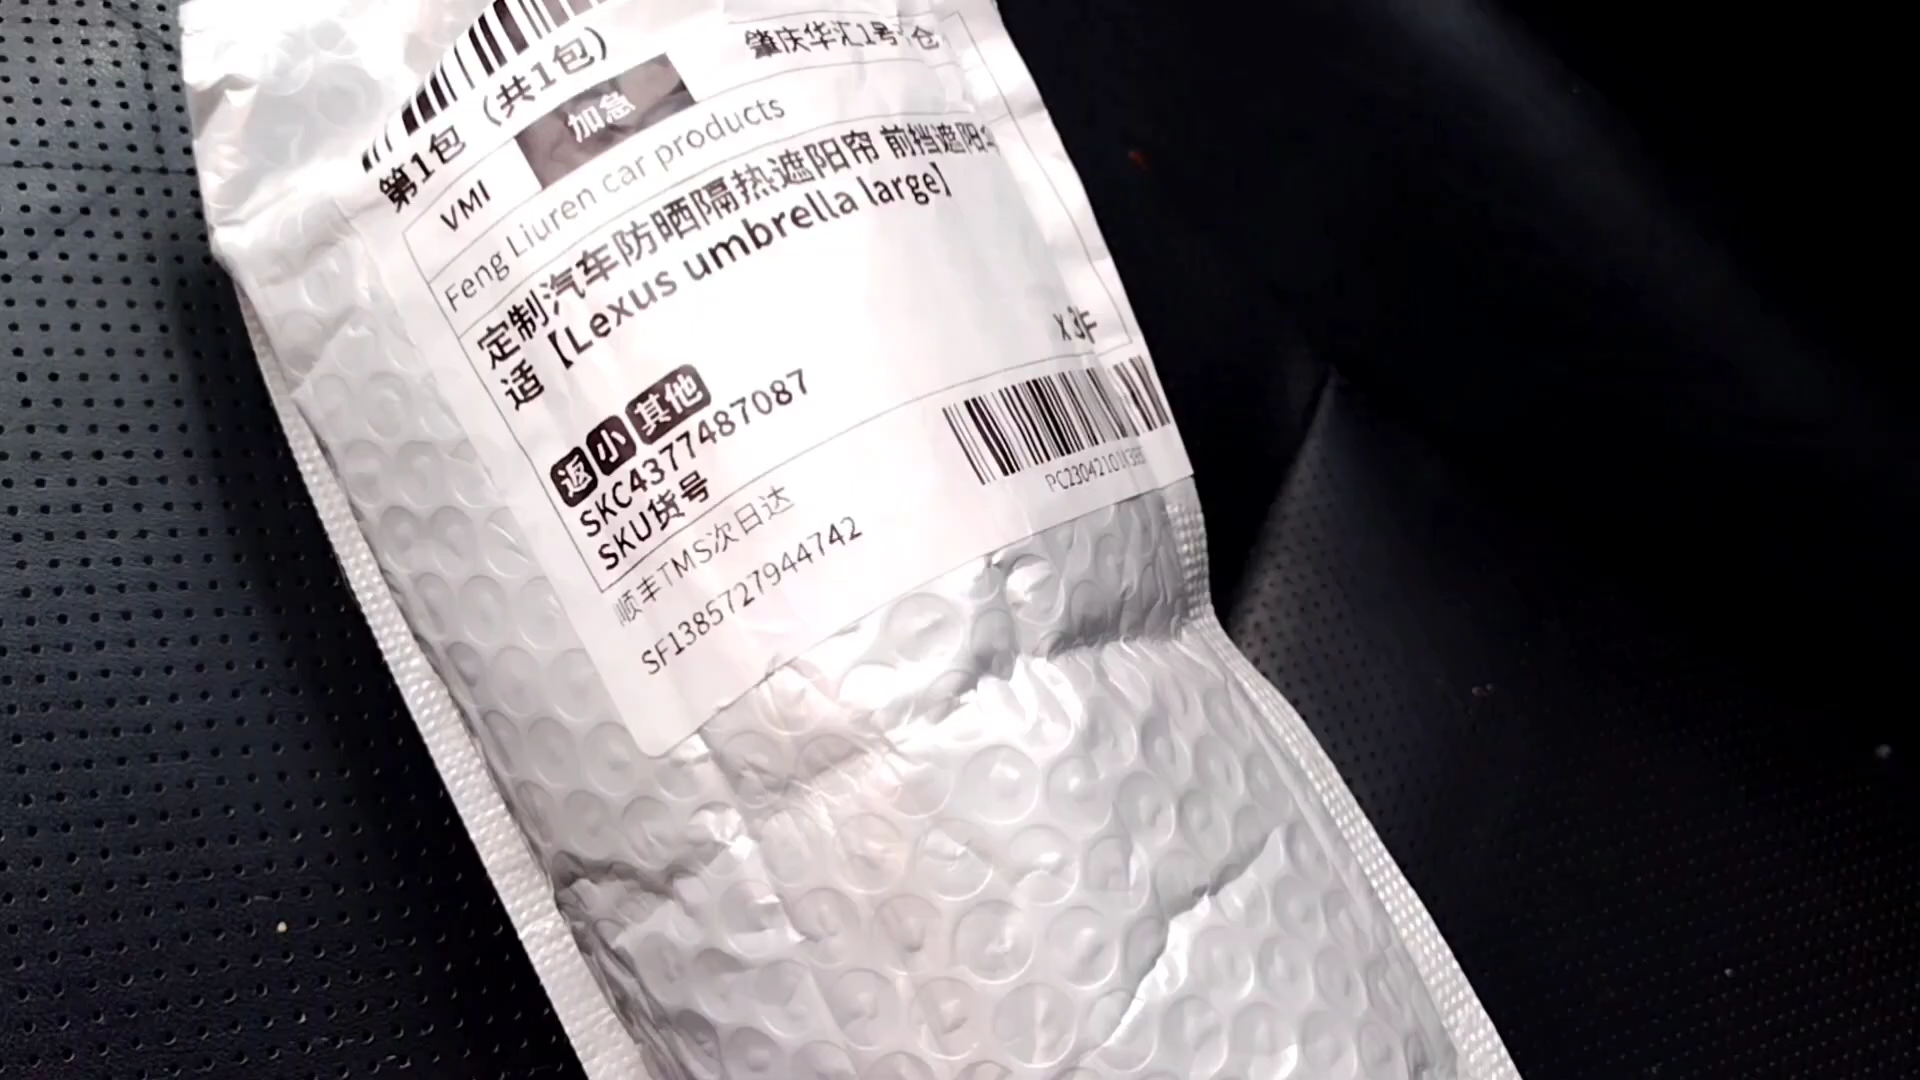 第1包（共1包）
肇庆华汇1号仓
VMI
加急
Feng Liuren car products
定制汽车防晒隔热遮阳帘 前挡遮阳
适【Lexus umbrella large】
返 小 其他
SKC4377487087
SKU货号
顺丰TMS次日达
SF1385727944742